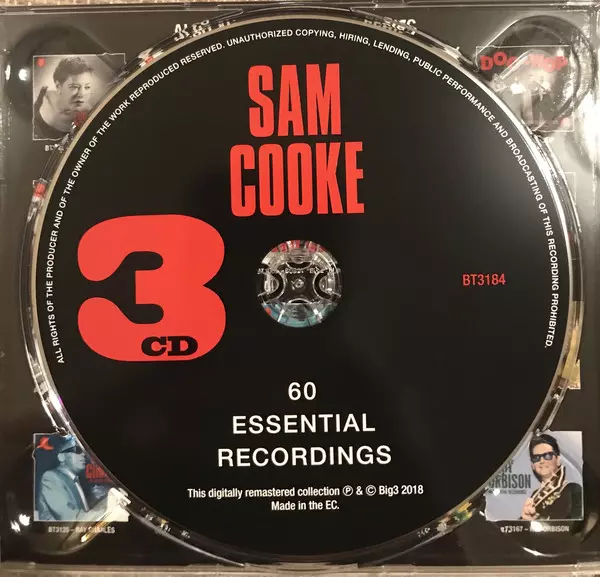 ALL RIGHTS OF THE PRODUCER AND OF THE OWNER OF THE WORK REPRODUCED RESERVED. UNAUTHORIZED COPYING, HIRING, LENDING, PUBLIC PERFORMANCE AND BROADCASTING OF THIS RECORDING PROHIBITED.
DOO
SAM
COOKE
3
CD
BT3184
60
ESSENTIAL
RECORDINGS
This digitally remastered collection ℗ & © Big3 2018
Made in the EC.
ORBISON
BT3135 – RAY CHARLES
BT3167 –
ORBISON